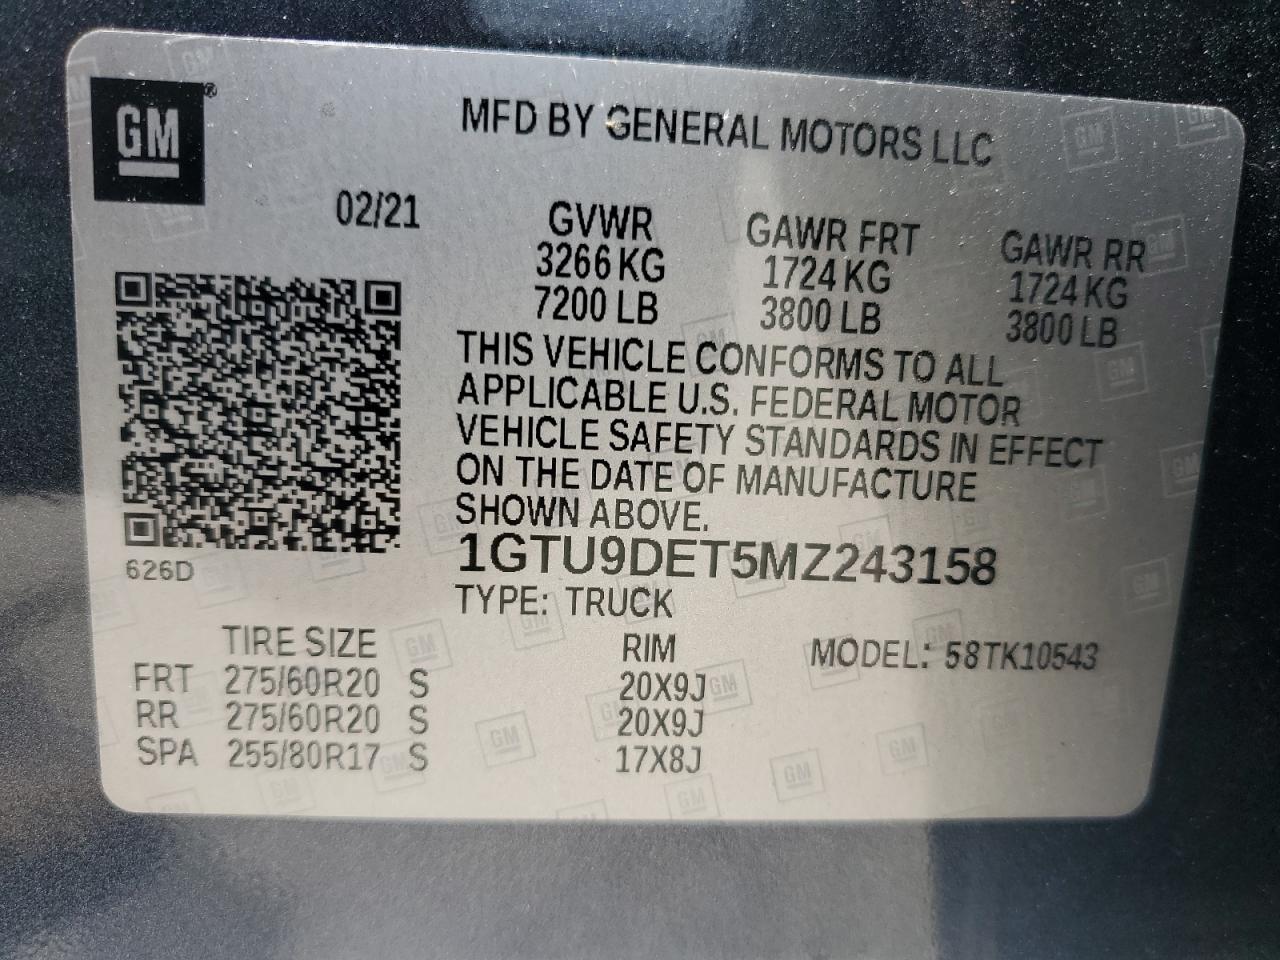 GM®
MFD BY GENERAL MOTORS LLC
02/21
GVWR
3266 KG
7200 LB
GAWR FRT
1724 KG
3800 LB
GAWR RR
1724 KG
3800 LB
THIS VEHICLE CONFORMS TO ALL
APPLICABLE U.S. FEDERAL MOTOR
VEHICLE SAFETY STANDARDS IN EFFECT
ON THE DATE OF MANUFACTURE
SHOWN ABOVE.
1GTU9DET5MZ243158
626D
TYPE: TRUCK
TIRE SIZE RIM MODEL: 58TK10543
FRT 275/60R20 S 20X9J
RR 275/60R20 S 20X9J
SPA 255/80R17 S 17X8J